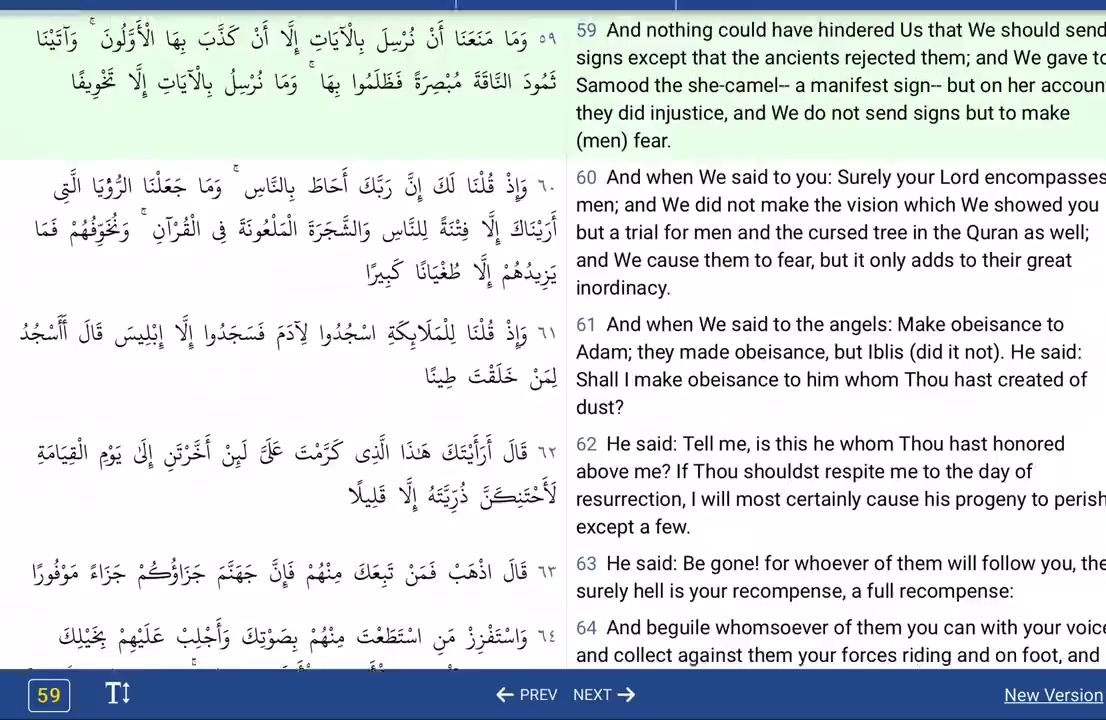 ٥٩ وَمَا مَنَعَنَا أَنْ نُرْسِلَ بِالْآيَاتِ إِلَّا أَنْ كَذَّبَ بِهَا الْأَوَّلُونَ ۚ وَآتَيْنَا
ثَمُودَ النَّاقَةَ مُبْصِرَةً فَظَلَمُوا بِهَا ۚ وَمَا نُرْسِلُ بِالْآيَاتِ إِلَّا تَخْوِيفًا
59 And nothing could have hindered Us that We should send
signs except that the ancients rejected them; and We gave to
Samood the she-camel-- a manifest sign-- but on her accoun
they did injustice, and We do not send signs but to make
(men) fear.
٦٠ وَإِذْ قُلْنَا لَكَ إِنَّ رَبَّكَ أَحَاطَ بِالنَّاسِ ۚ وَمَا جَعَلْنَا الرُّؤْيَا الَّتِي
أَرَيْنَاكَ إِلَّا فِتْنَةً لِلنَّاسِ وَالشَّجَرَةَ الْمَلْعُونَةَ فِي الْقُرْآنِ ۚ وَنُخَوِّفُهُمْ فَمَا
يَزِيدُهُمْ إِلَّا طُغْيَانًا كَبِيرًا
60 And when We said to you: Surely your Lord encompasses
men; and We did not make the vision which We showed you
but a trial for men and the cursed tree in the Quran as well;
and We cause them to fear, but it only adds to their great
inordinacy.
٦١ وَإِذْ قُلْنَا لِلْمَلَائِكَةِ اسْجُدُوا لِآدَمَ فَسَجَدُوا إِلَّا إِبْلِيسَ قَالَ أَأَسْجُدُ
لِمَنْ خَلَقْتَ طِينًا
61 And when We said to the angels: Make obeisance to
Adam; they made obeisance, but Iblis (did it not). He said:
Shall I make obeisance to him whom Thou hast created of
dust?
٦٢ قَالَ أَرَأَيْتَكَ هَٰذَا الَّذِي كَرَّمْتَ عَلَيَّ لَئِنْ أَخَّرْتَنِ إِلَىٰ يَوْمِ الْقِيَامَةِ
لَأَحْتَنِكَنَّ ذُرِّيَّتَهُ إِلَّا قَلِيلًا
62 He said: Tell me, is this he whom Thou hast honored
above me? If Thou shouldst respite me to the day of
resurrection, I will most certainly cause his progeny to perish
except a few.
٦٣ قَالَ اذْهَبْ فَمَنْ تَبِعَكَ مِنْهُمْ فَإِنَّ جَهَنَّمَ جَزَاؤُكُمْ جَزَاءً مَوْفُورًا
63 He said: Be gone! for whoever of them will follow you, the
surely hell is your recompense, a full recompense:
٦٤ وَاسْتَفْزِزْ مَنِ اسْتَطَعْتَ مِنْهُمْ بِصَوْتِكَ وَأَجْلِبْ عَلَيْهِمْ بِخَيْلِكَ
64 And beguile whomsoever of them you can with your voice
and collect against them your forces riding and on foot, and
59 T PREV NEXT New Version